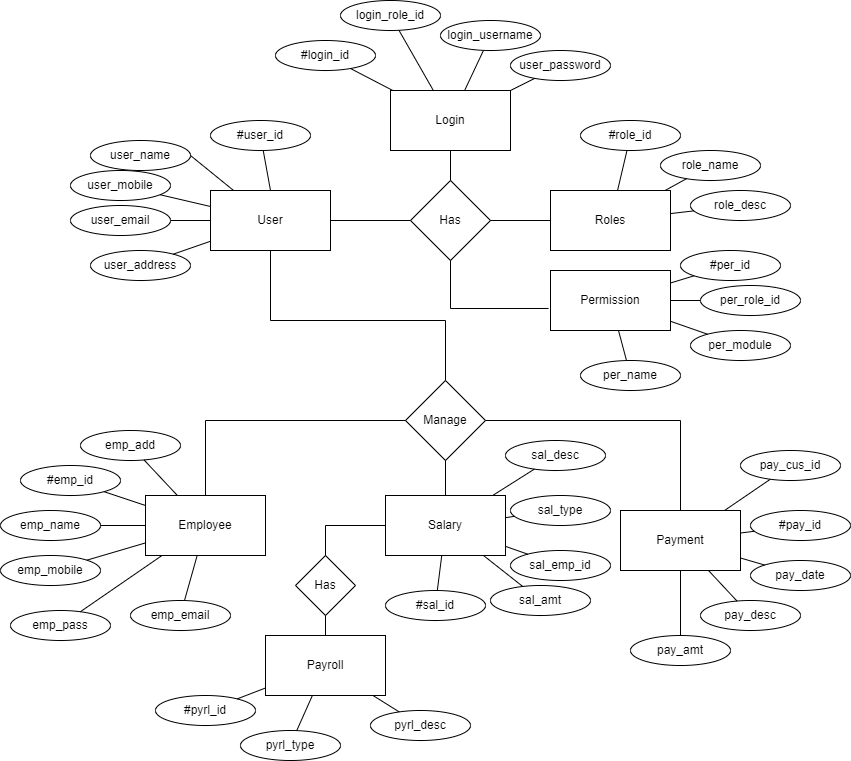 login_role_id
login_username
#login_id
user_password
Login
#user_id
#role_id
user_name
role_name
user_mobile
role_desc
user_email
User
Has
Roles
user_address
#per_id
Permission
per_role_id
per_module
per_name
Manage
emp_add
sal_desc
pay_cus_id
#emp_id
sal_type
emp_name
Employee
Salary
#pay_id
Payment
emp_mobile
sal_emp_id
pay_date
Has
sal_amt
#sal_id
emp_email
pay_desc
emp_pass
pay_amt
Payroll
#pyrl_id
pyrl_desc
pyrl_type